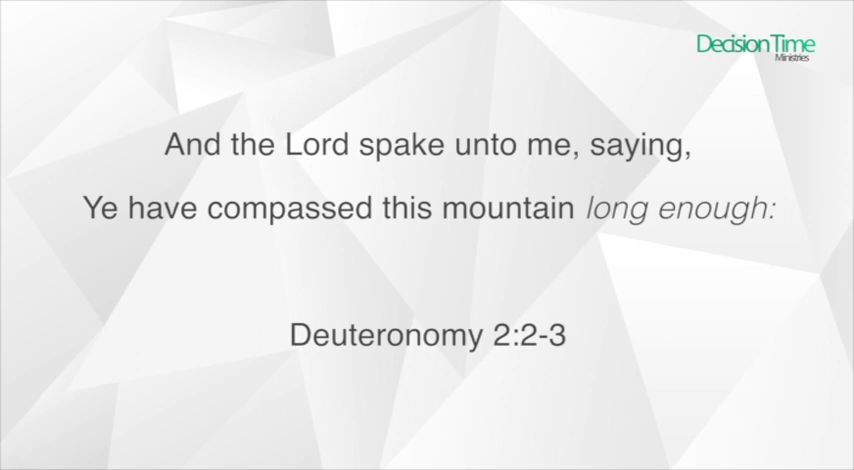 DecisionTime
Ministries
And the Lord spake unto me, saying,
Ye have compassed this mountain long enough:
Deuteronomy 2:2-3